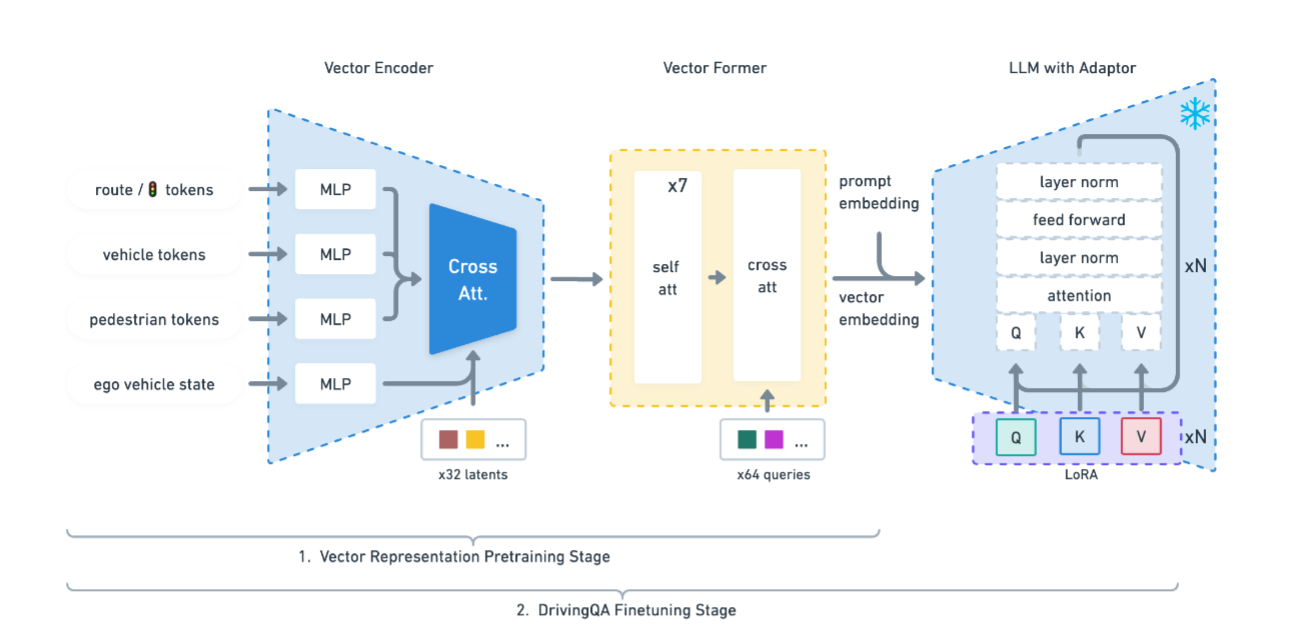 Vector Encoder
Vector Former
LLM with Adaptor
route / 🚦 tokens
vehicle tokens
pedestrian tokens
ego vehicle state
MLP
MLP
MLP
MLP
Cross
Att.
...
x32 latents
x7
self
att
cross
att
...
x64 queries
prompt
embedding
vector
embedding
layer norm
feed forward
layer norm
attention
Q K V
xN
Q K V
xN
LoRA
1. Vector Representation Pretraining Stage
2. DrivingQA Finetuning Stage